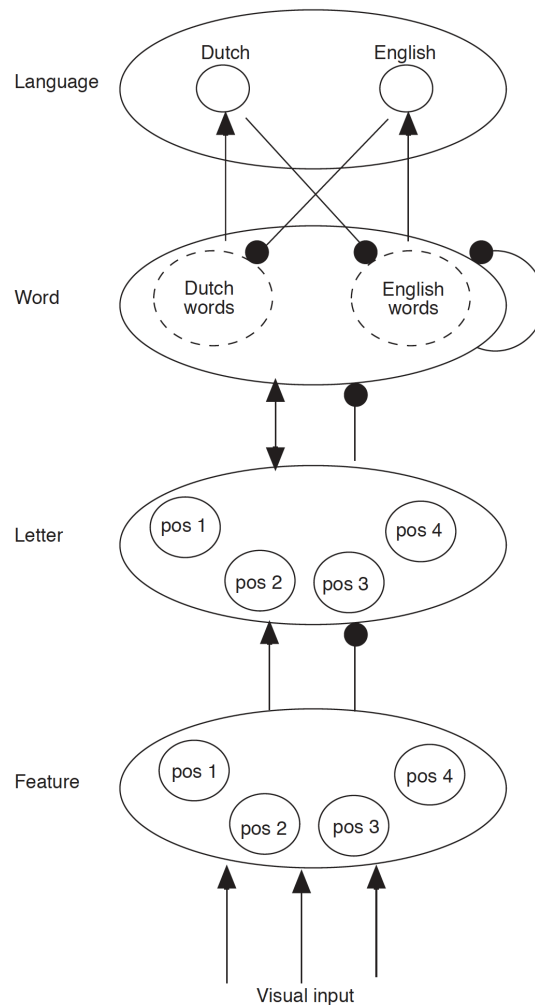 Dutch English
Language
Word
Dutch
words
English
words
Letter
pos 1
pos 4
pos 2
pos 3
Feature
pos 1
pos 4
pos 2
pos 3
Visual input